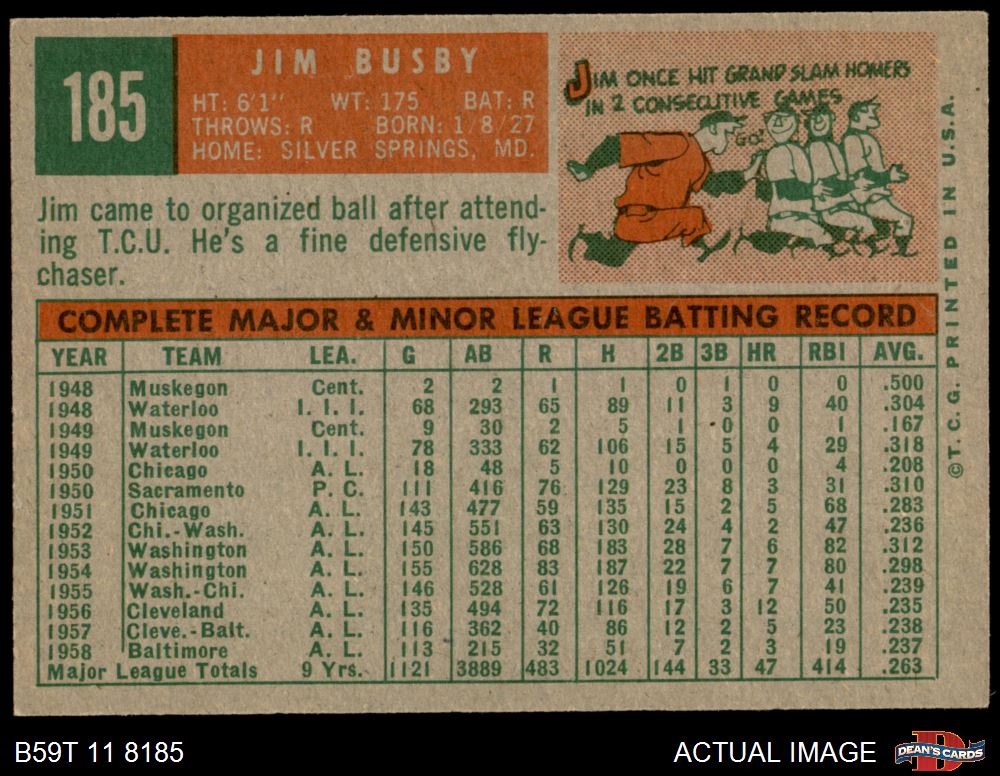 185
JIM BUSBY
HT: 6'1" WT: 175 BAT: R
THROWS: R BORN: 1/8/27
HOME: SILVER SPRINGS, MD.
JIM ONCE HIT GRAND SLAM HOMERS
IN 2 CONSECUTIVE GAMES
GO!
Jim came to organized ball after attend-
ing T.C.U. He's a fine defensive fly-
chaser.
COMPLETE MAJOR & MINOR LEAGUE BATTING RECORD
YEAR TEAM LEA. G AB R H 2B 3B HR RBI AVG.
1948 Muskegon Cent. 2 2 1 1 0 1 0 0 .500
1948 Waterloo I. I. I. 68 293 65 89 11 3 9 40 .304
1949 Muskegon Cent. 9 30 2 5 1 0 0 1 .167
1949 Waterloo I. I. I. 78 333 62 106 15 5 4 29 .318
1950 Chicago A. L. 18 48 5 10 0 0 0 4 .208
1950 Sacramento P. C. 111 416 76 129 23 8 3 31 .310
1951 Chicago A. L. 143 477 59 135 15 2 5 68 .283
1952 Chi.-Wash. A. L. 145 551 63 130 24 4 2 47 .236
1953 Washington A. L. 150 586 68 183 28 7 6 82 .312
1954 Washington A. L. 155 628 83 187 22 7 7 80 .298
1955 Wash.-Chi. A. L. 146 528 61 126 19 6 7 41 .239
1956 Cleveland A. L. 135 494 72 116 17 3 12 50 .235
1957 Cleve.-Balt. A. L. 116 362 40 86 12 2 5 23 .238
1958 Baltimore A. L. 113 215 32 51 7 2 3 19 .237
Major League Totals 9 Yrs. 1121 3889 483 1024 144 33 47 414 .263
©T.C.G. PRINTED IN U.S.A.
B59T 11 8185
ACTUAL IMAGE
D
DEAN'S CARDS